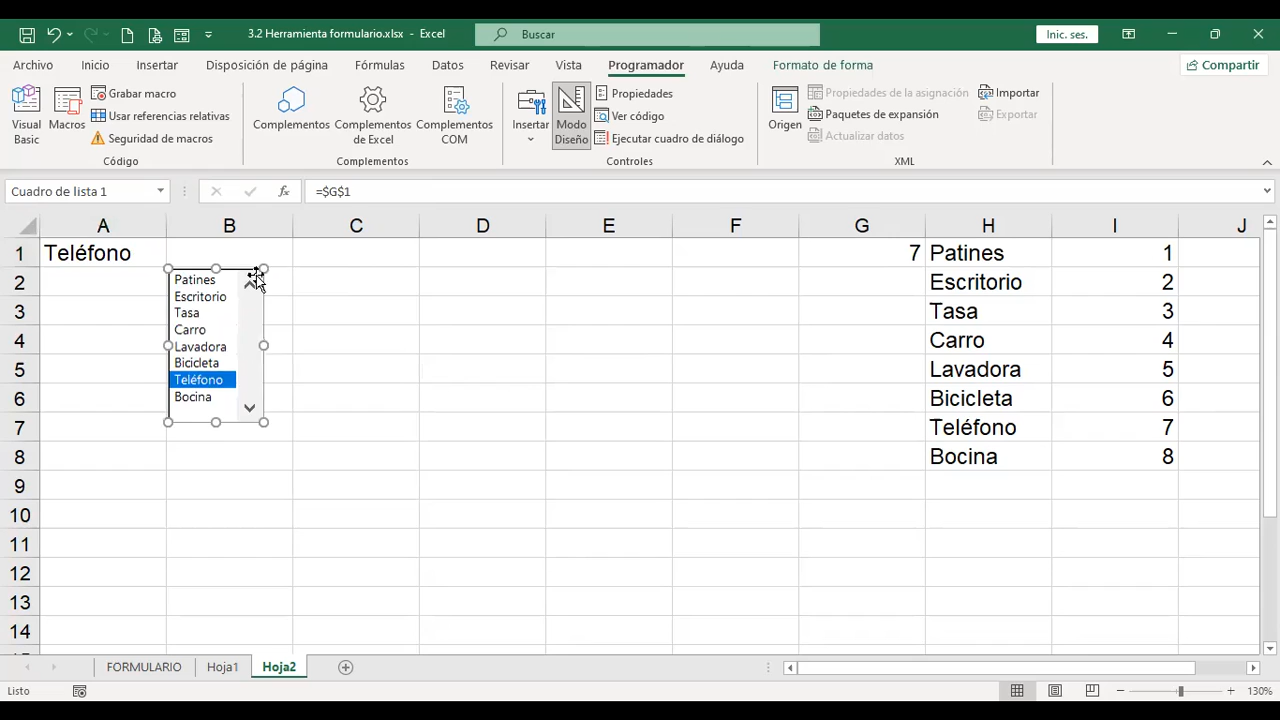 3.2 Herramienta formulario.xlsx - Excel
Buscar
Inic. ses.
Archivo Inicio Insertar Disposición de página Fórmulas Datos Revisar Vista Programador Ayuda Formato de forma Compartir
Visual Basic
Macros
Grabar macro
Usar referencias relativas
Seguridad de macros
Código
Complementos
Complementos de Excel
Complementos COM
Complementos
Insertar
Modo Diseño
Propiedades
Ver código
Ejecutar cuadro de diálogo
Controles
Origen
Propiedades de la asignación
Paquetes de expansión
Actualizar datos
Importar
Exportar
XML
Cuadro de lista 1
fx
=$G$1
A B C D E F G H I J
1 Teléfono 7 Patines 1
2 Escritorio 2
3 Tasa 3
4 Carro 4
5 Lavadora 5
6 Bicicleta 6
7 Teléfono 7
8 Bocina 8
9
10
11
12
13
14
Patines
Escritorio
Tasa
Carro
Lavadora
Bicicleta
Teléfono
Bocina
FORMULARIO Hoja1 Hoja2
Listo
130%